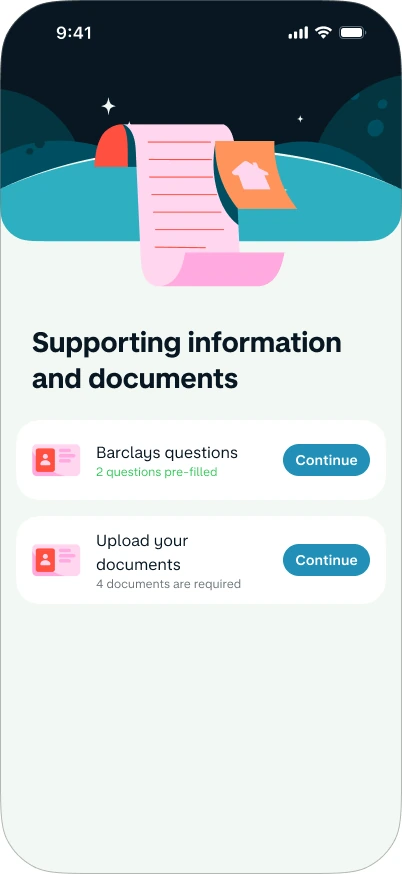 9:41
Supporting information
and documents
Barclays questions
2 questions pre-filled
Continue
Upload your
documents
4 documents are required
Continue